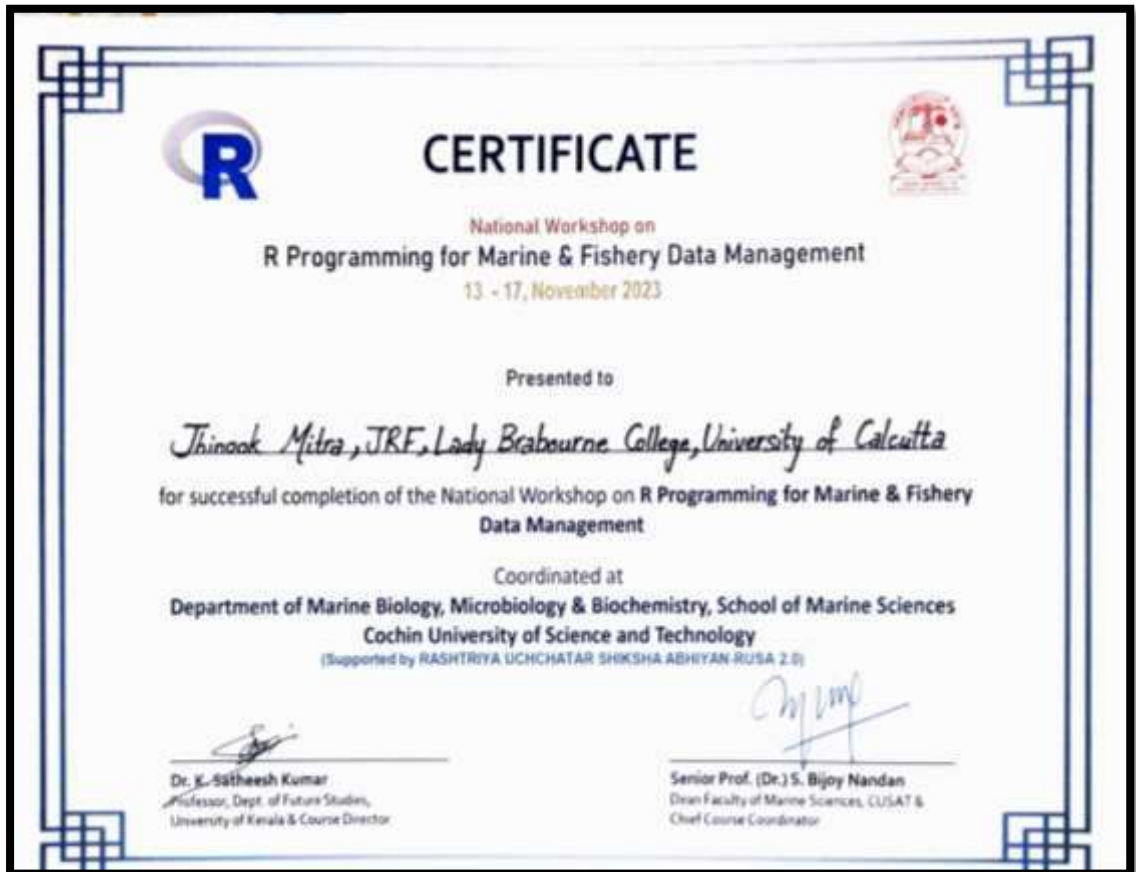 R
CERTIFICATE
National Workshop on
R Programming for Marine & Fishery Data Management
13 - 17, November 2023
Presented to
Jhinook Mitra, JRF, Lady Brabourne College, University of Calcutta
for successful completion of the National Workshop on R Programming for Marine & Fishery
Data Management
Coordinated at
Department of Marine Biology, Microbiology & Biochemistry, School of Marine Sciences
Cochin University of Science and Technology
(Supported by RASHTRIYA UCHCHATAR SHIKSHA ABHIYAN-RUSA 2.0)
Dr. K. Satheesh Kumar
Professor, Dept. of Future Studies,
University of Kerala & Course Director
Senior Prof. (Dr.) S. Bijoy Nandan
Dean Faculty of Marine Sciences, CUSAT &
Chief Course Coordinator